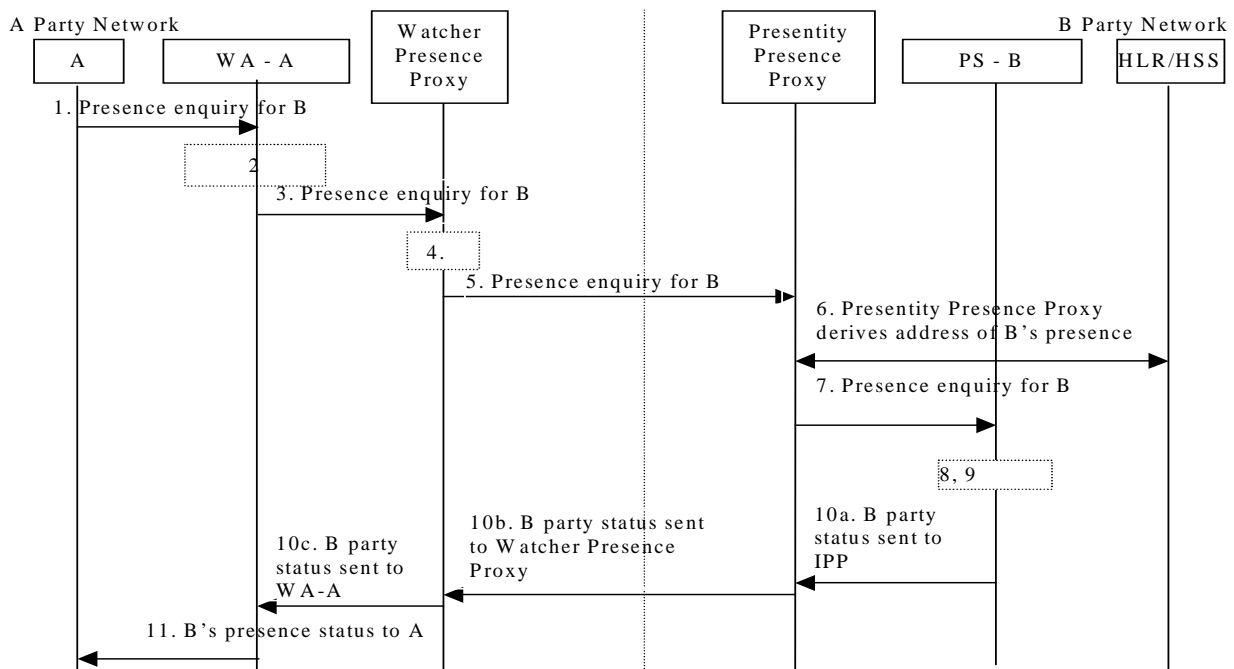 A Party Network
B Party Network
A
WA - A
Watcher
Presence
Proxy
Presentity
Presence
Proxy
PS - B
HLR/HSS
1. Presence enquiry for B
2
3. Presence enquiry for B
4.
5. Presence enquiry for B
6. Presentity Presence Proxy
derives address of B’s presence
7. Presence enquiry for B
8, 9
10a. B party
status sent to
IPP
10b. B party status sent
to Watcher Presence
Proxy
10c. B party
status sent to
WA-A
11. B’s presence status to A